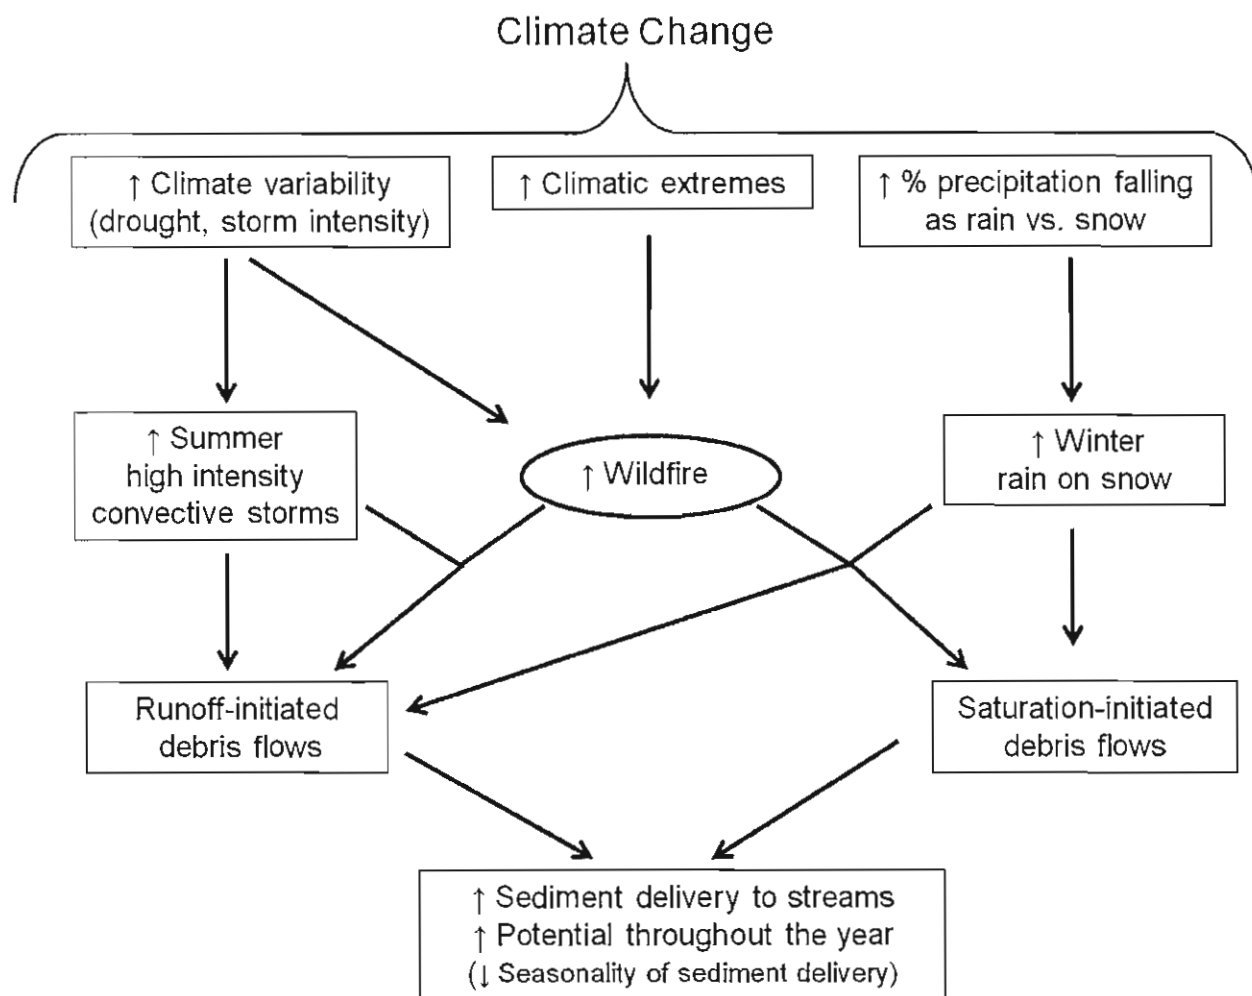 Climate Change
↑ Climate variability
(drought, storm intensity)
↑ Climatic extremes
↑ % precipitation falling
as rain vs. snow
↑ Summer
high intensity
convective storms
↑ Wildfire
↑ Winter
rain on snow
Runoff-initiated
debris flows
Saturation-initiated
debris flows
↑ Sediment delivery to streams
↑ Potential throughout the year
(↓ Seasonality of sediment delivery)